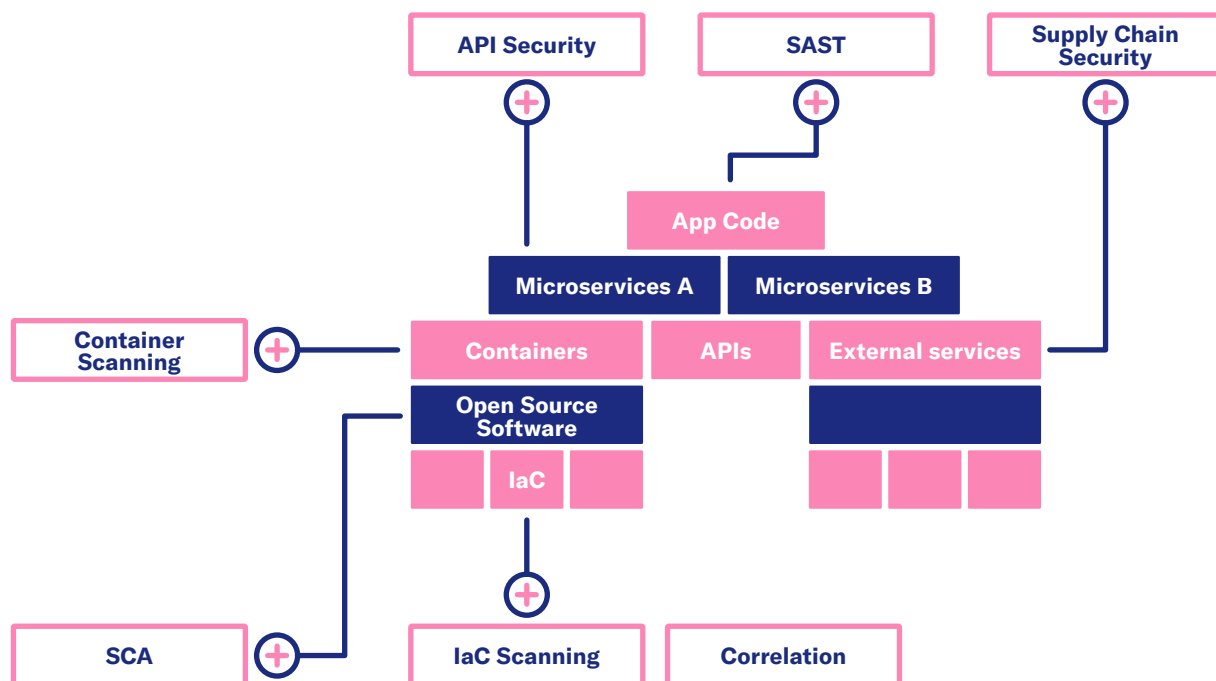 API Security
SAST
Supply Chain
Security
App Code
Microservices A
Microservices B
Container
Scanning
Containers
APIs
External services
Open Source
Software
IaC
SCA
IaC Scanning
Correlation